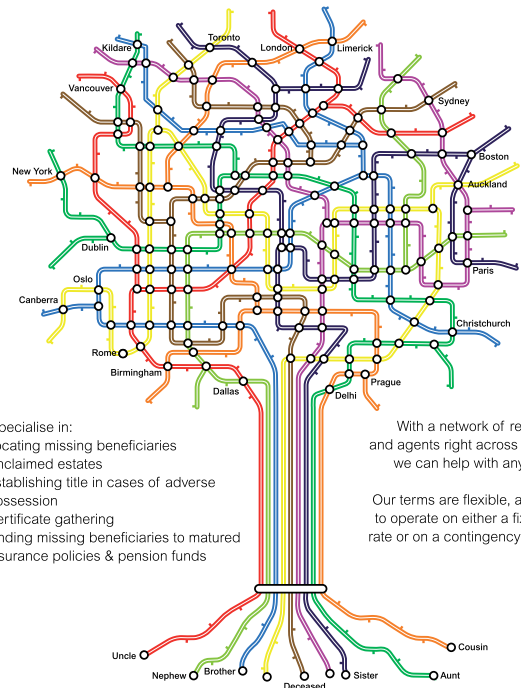 Toronto
Kildare
London
Limerick
Vancouver
Sydney
Boston
New York
Auckland
Dublin
Paris
Oslo
Canberra
Christchurch
Rome
Birmingham
Prague
Dallas
Delhi
pecialise in:
ocating missing beneficiaries
nclaimed estates
stablishing title in cases of adverse
ossession
ertificate gathering
nding missing beneficiaries to matured
surance policies & pension funds
With a network of re
and agents right across
we can help with any
Our terms are flexible, a
to operate on either a fix
rate or on a contingency
Uncle
Cousin
Nephew
Brother
Deceased
Sister
Aunt